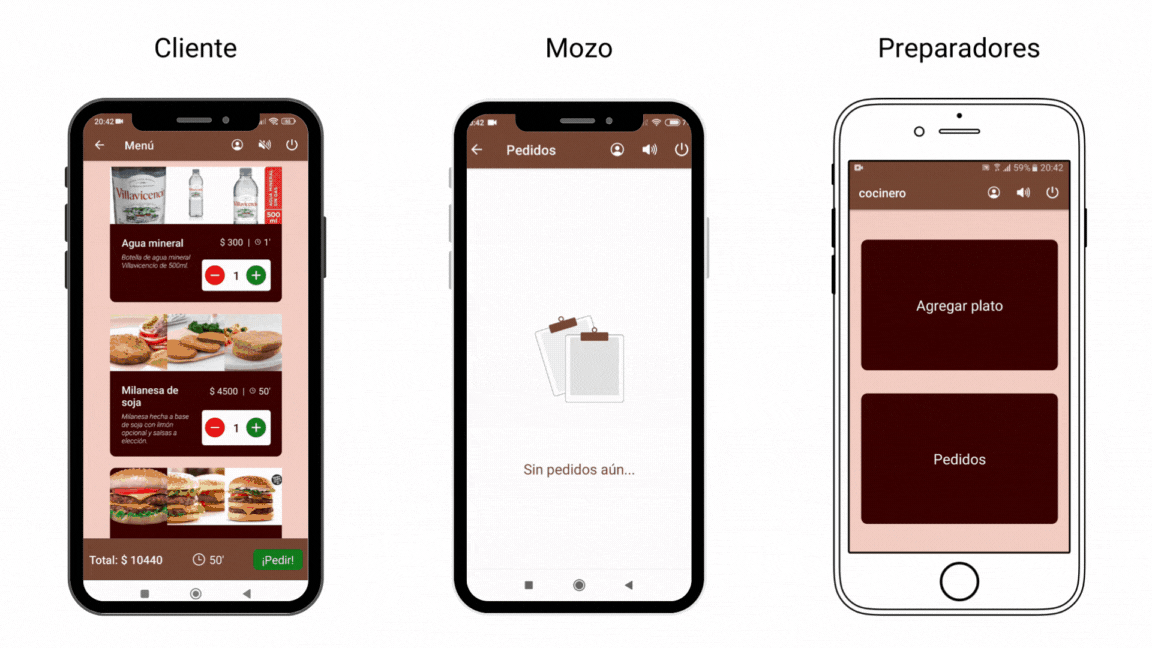 Cliente
Mozo
Preparadores
20:42
Menú
Villavicencio
AGUA MINERAL
SIN GAS
500
ml
Agua mineral
$ 300 | 1'
Botella de agua mineral
Villavicencio de 500ml.
1
Milanesa de
soja
$ 4500 | 50'
Milanesa hecha a base
de soja con limón
opcional y salsas a
elección.
1
Total: $ 10440
50'
¡Pedir!
:42
Pedidos
Sin pedidos aún...
59%
20:42
cocinero
Agregar plato
Pedidos